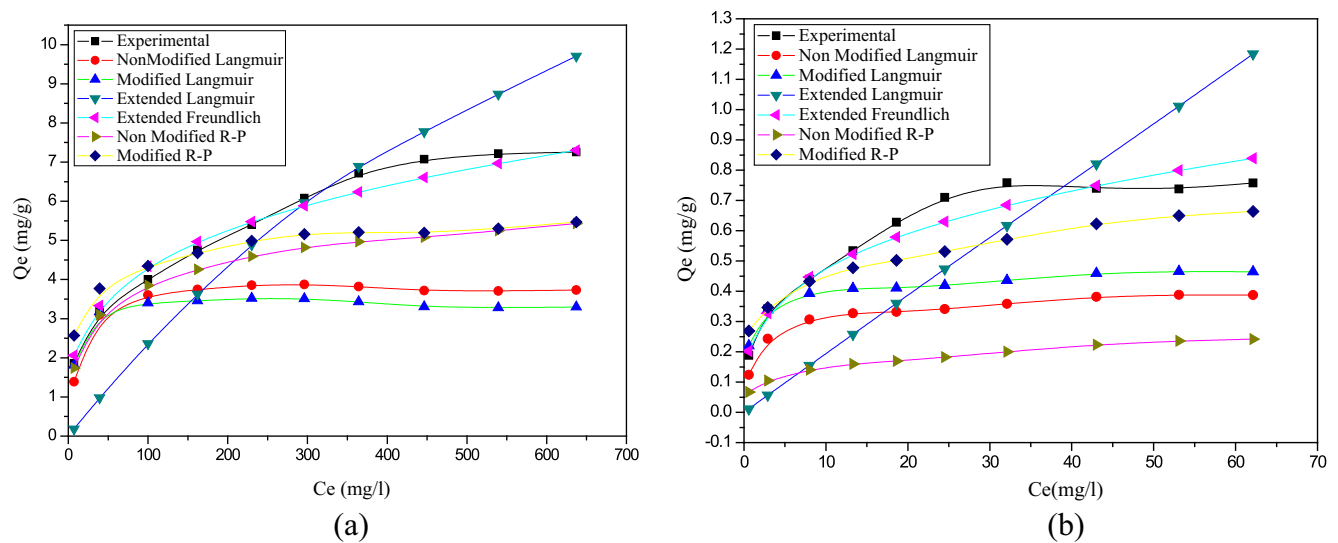 10
9
8
7
6
5
4
3
2
1
0
Qe (mg/g)
Experimental
NonModified Langmuir
Modified Langmuir
Extended Langmuir
Extended Freundlich
Non Modified R-P
Modified R-P
0 100 200 300 400 500 600 700
Ce (mg/l)
(a)
1.3
1.2
1.1
1.0
0.9
0.8
0.7
0.6
0.5
0.4
0.3
0.2
0.1
0.0
-0.1
Qe (mg/g)
Experimental
Non Modified Langmuir
Modified Langmuir
Extended Langmuir
Extended Freundlich
Non Modified R-P
Modified R-P
0 10 20 30 40 50 60 70
Ce(mg/l)
(b)